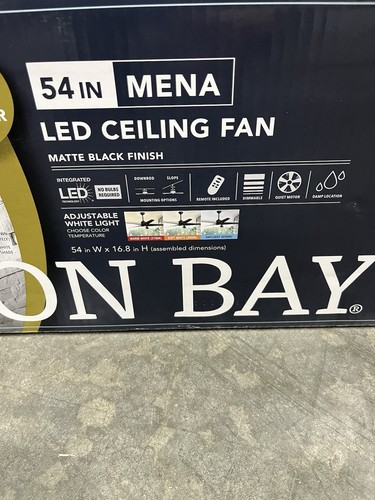 54 IN MENA
LED CEILING FAN
MATTE BLACK FINISH
INTEGRATED
LED
TECHNOLOGY
NO BULBS
REQUIRED
DOWNROD SLOPE
MOUNTING OPTIONS
REMOTE INCLUDED
DIMMABLE
QUIET MOTOR
DAMP LOCATION
ADJUSTABLE
WHITE LIGHT
CHOOSE COLOR
TEMPERATURE
54 in W x 16.8 in H (assembled dimensions)
ON BAY®